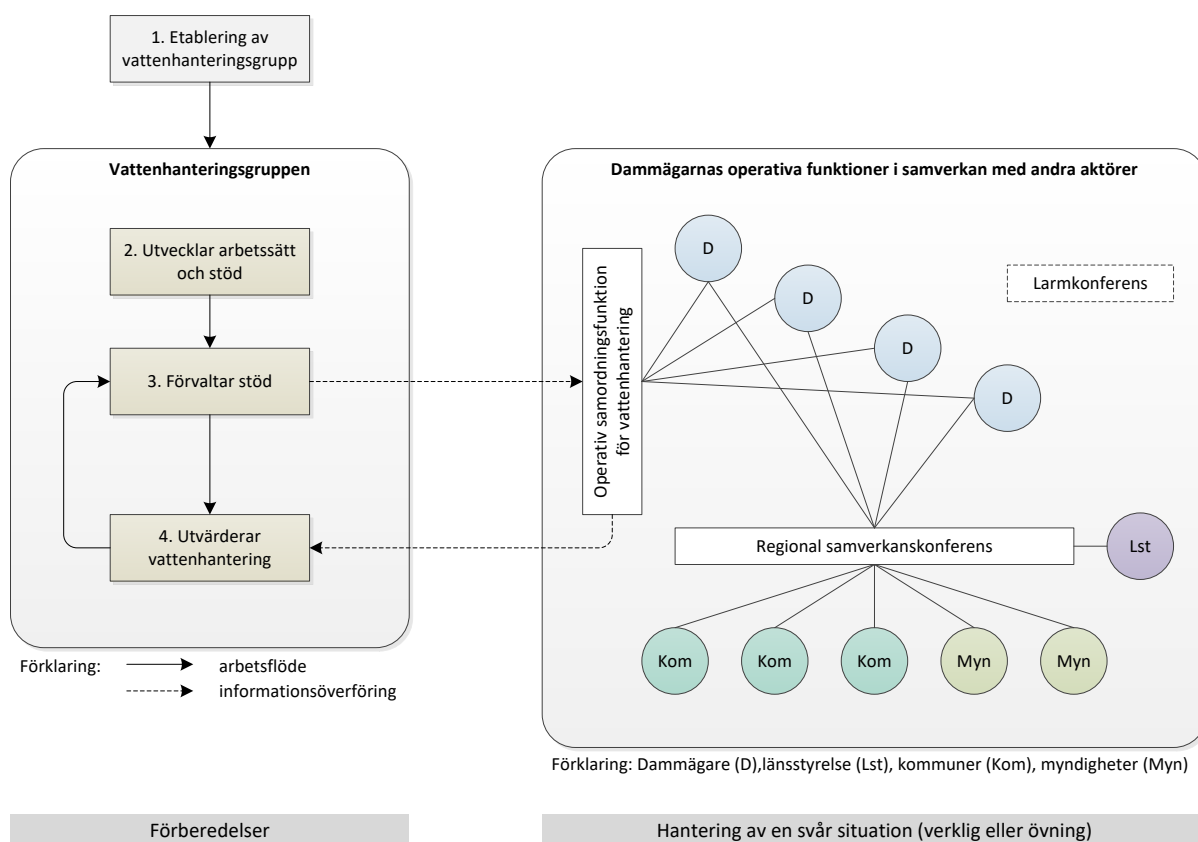 1. Etablering av
vattenhanteringsgrupp
Vattenhanteringsgruppen
2. Utvecklar arbetssätt
och stöd
3. Förvaltar stöd
4. Utvärderar
vattenhantering
Förklaring:
arbetsflöde
informationsöverföring
Förberedelser
Dammägarnas operativa funktioner i samverkan med andra aktörer
Operativ samordningsfunktion
för vattenhantering
D
D
D
D
Larmkonferens
Regional samverkanskonferens
Lst
Kom
Kom
Kom
Myn
Myn
Förklaring: Dammägare (D),länsstyrelse (Lst), kommuner (Kom), myndigheter (Myn)
Hantering av en svår situation (verklig eller övning)